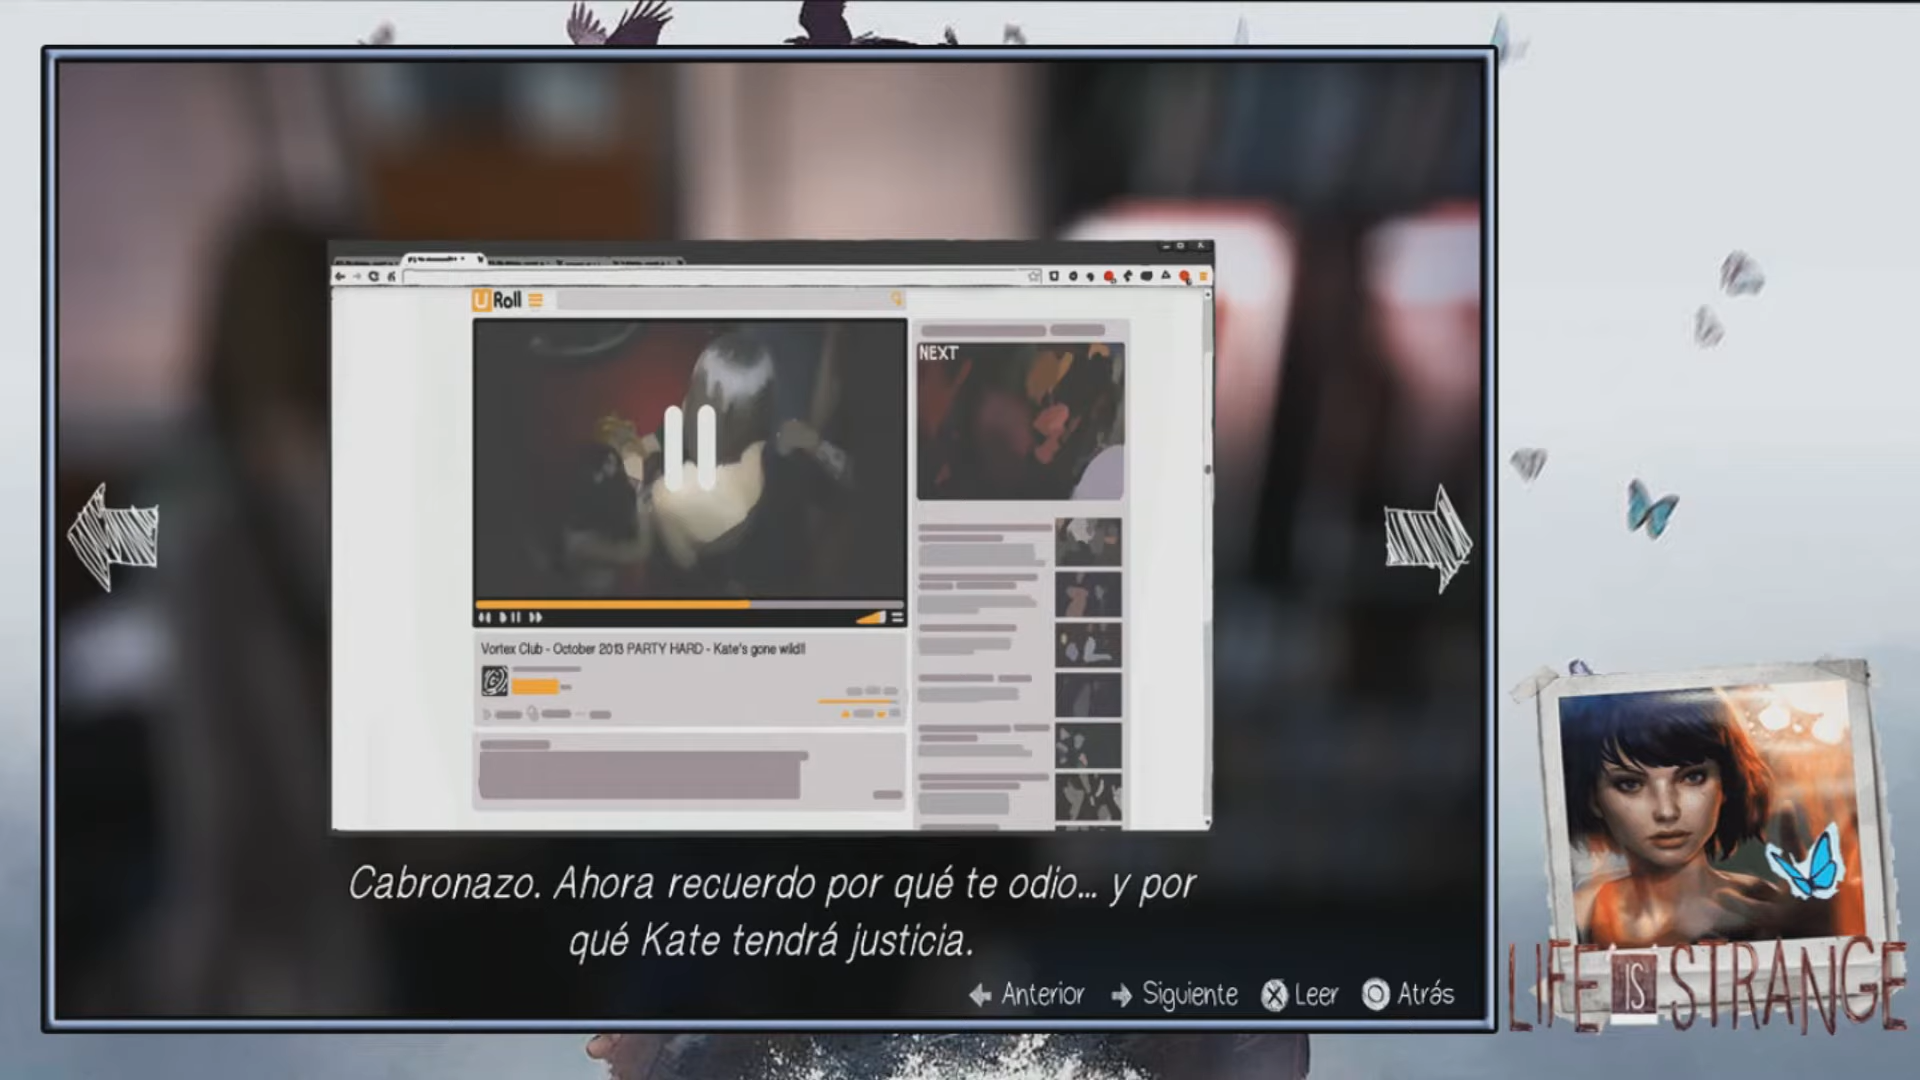 U Roll
NEXT
Vortex Club - October 2013 PARTY HARD - Kate's gone wild!!
Cabronazo. Ahora recuerdo por qué te odio... y por
qué Kate tendrá justicia.
Anterior Siguiente X Leer O Atrás
LIFE IS STRANGE